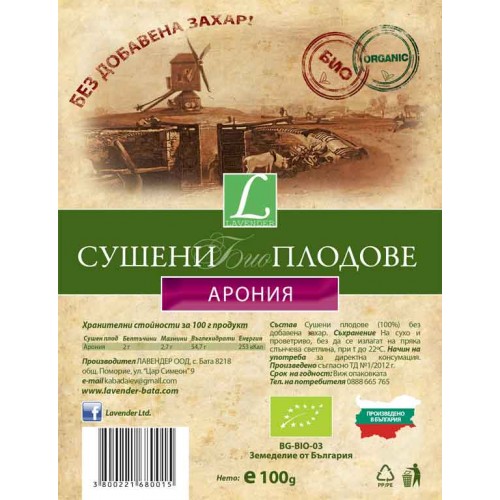 БЕЗ ДОБАВЕНА ЗАХАР!
БИО
ORGANIC
L
LAVENDER
СУШЕНИ Био ПЛОДОВЕ
АРОНИЯ
Хранителни стойности за 100 г продукт
Сушен плод Белтъчини Мазнини Въглехидрати Енергия
Арония 2 г 2,7 г 54,7 г 253 кКал
Производител ЛАВЕНДЕР ООД, с. Бата 8218
общ. Поморие, ул. "Цар Симеон" 9
e-mail kabadaiev@gmail.com
www.lavender-bata.com
f Lavender Ltd.
3 800221 680015
Състав Сушени плодове (100%) без
добавена захар. Съхранение На сухо и
проветриво, без да се излагат на пряка
слънчева светлина, при t до 22°C. Начин на
употреба за директна консумация.
Произведено съгласно ТД №1/2012 г.
Срок на годност: Виж опаковката
Тел. на потребителя 0888 665 765
BG-BIO-03
Земеделие от България
ПРОИЗВЕДЕНО
В БЪЛГАРИЯ
Нето: e 100g
PP/PE